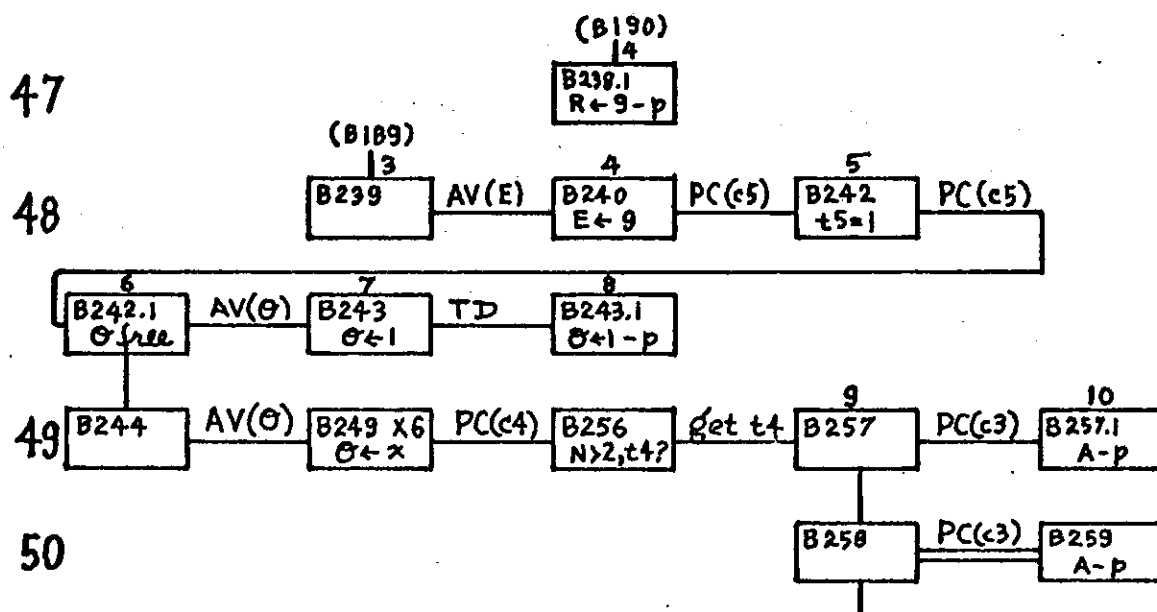 (B190)
4
47
B238.1
R←9-p
(B189)
3
4
5
48
B239
AV(E)
B240
E←9
PC(c5)
B242
t5=1
PC(c5)
6
7
8
B242.1
O free
AV(O)
B243
O←1
TD
B243.1
O←1-p
9
10
49
B244
AV(O)
B249 X6
O←x
PC(c4)
B256
N>2,t4?
get t4
B257
PC(c3)
B257.1
A-p
50
B258
PC(c3)
B259
A-p